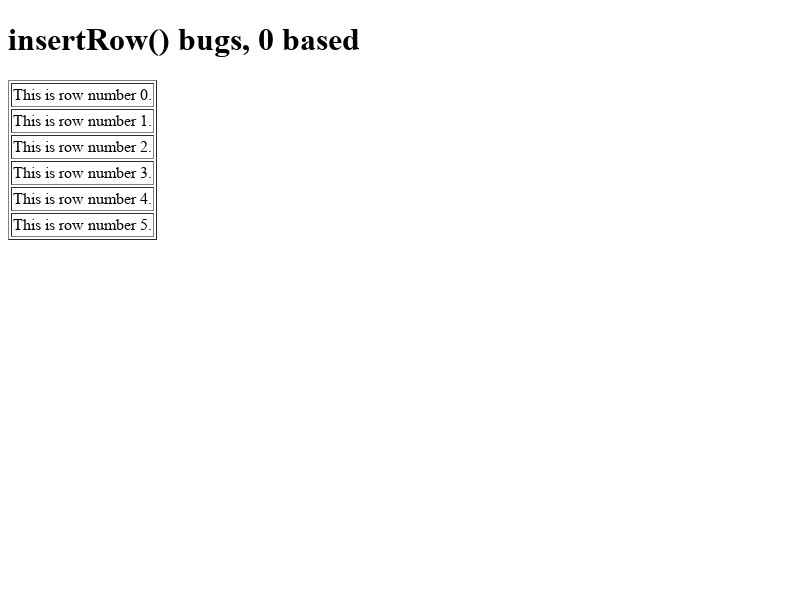 insertRow() bugs, 0 based
This is row number 0.
This is row number 1.
This is row number 2.
This is row number 3.
This is row number 4.
This is row number 5.